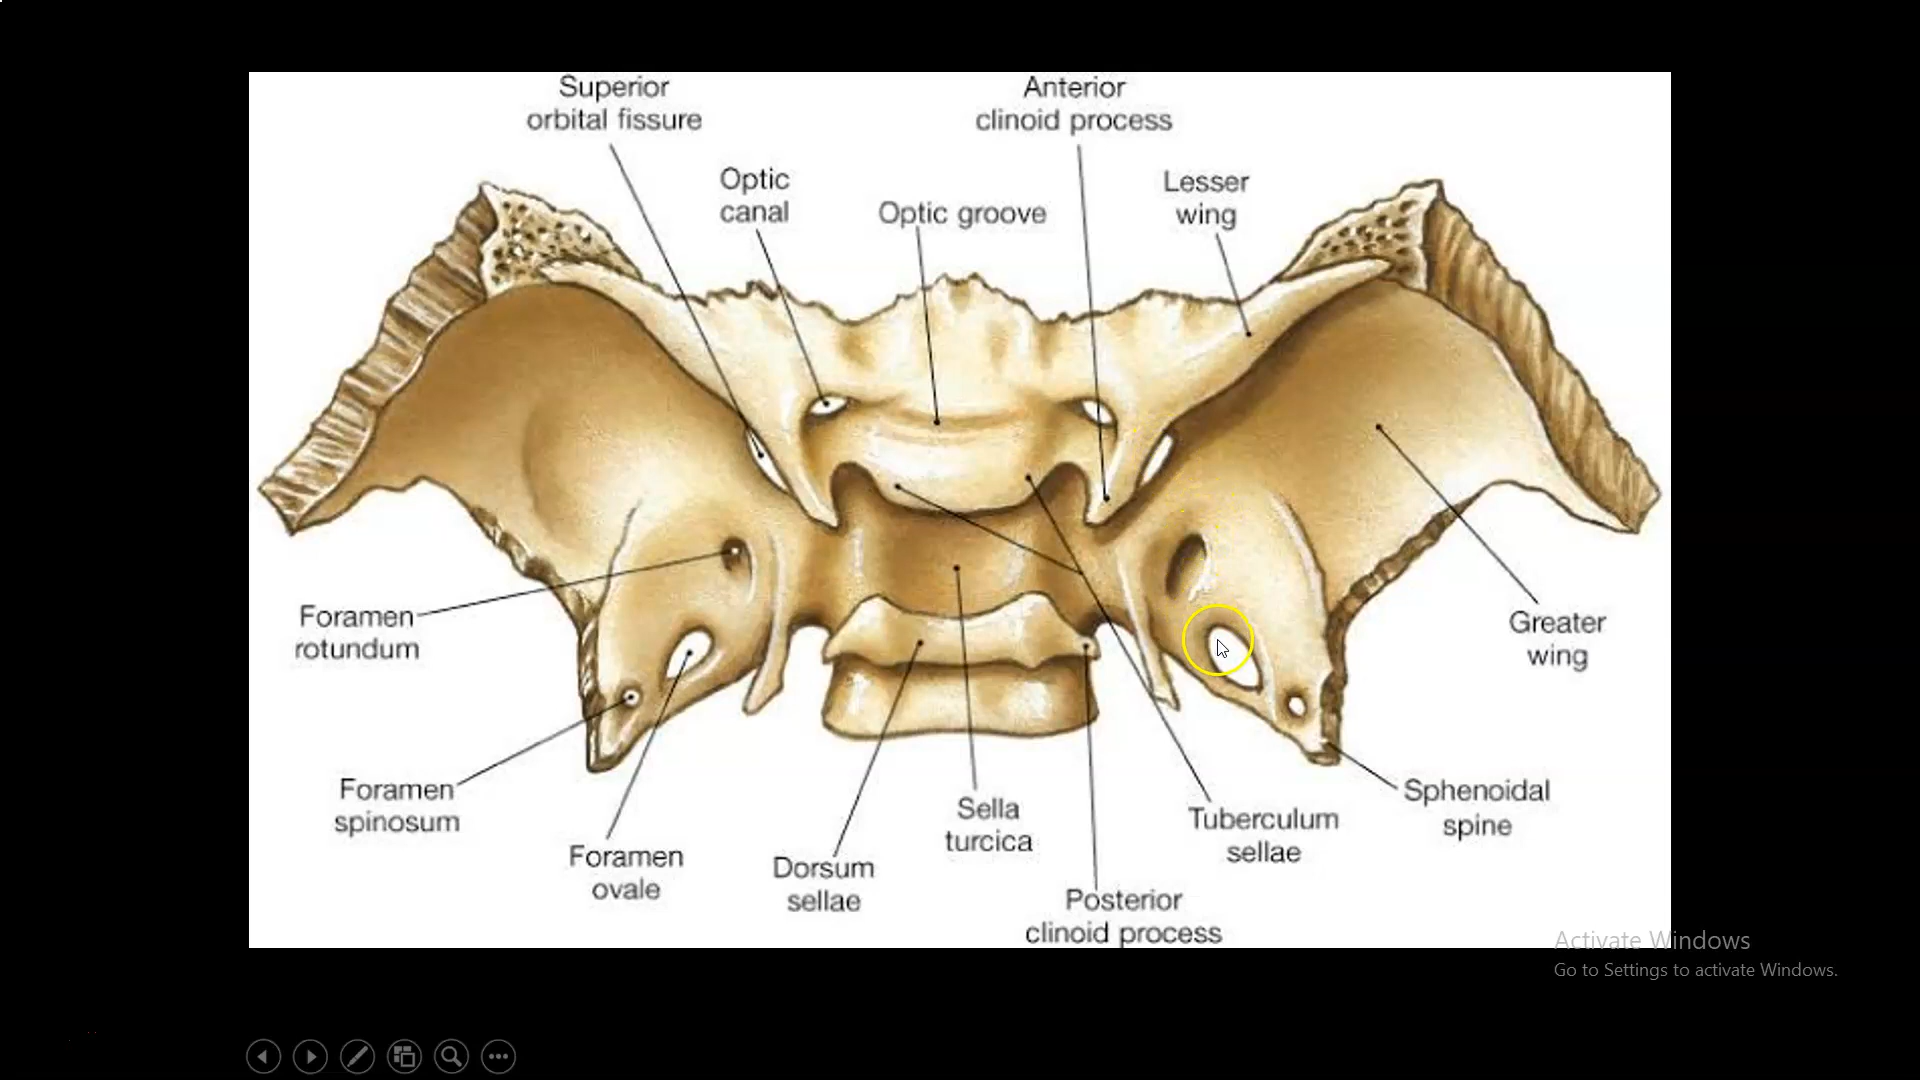 Superior
orbital fissure
Anterior
clinoid process
Optic
canal
Optic groove
Lesser
wing
Foramen
rotundum
Greater
wing
Foramen
spinosum
Foramen
ovale
Dorsum
sellae
Sella
turcica
Posterior
clinoid process
Tuberculum
sellae
Sphenoidal
spine
Activate Windows
Go to Settings to activate Windows.